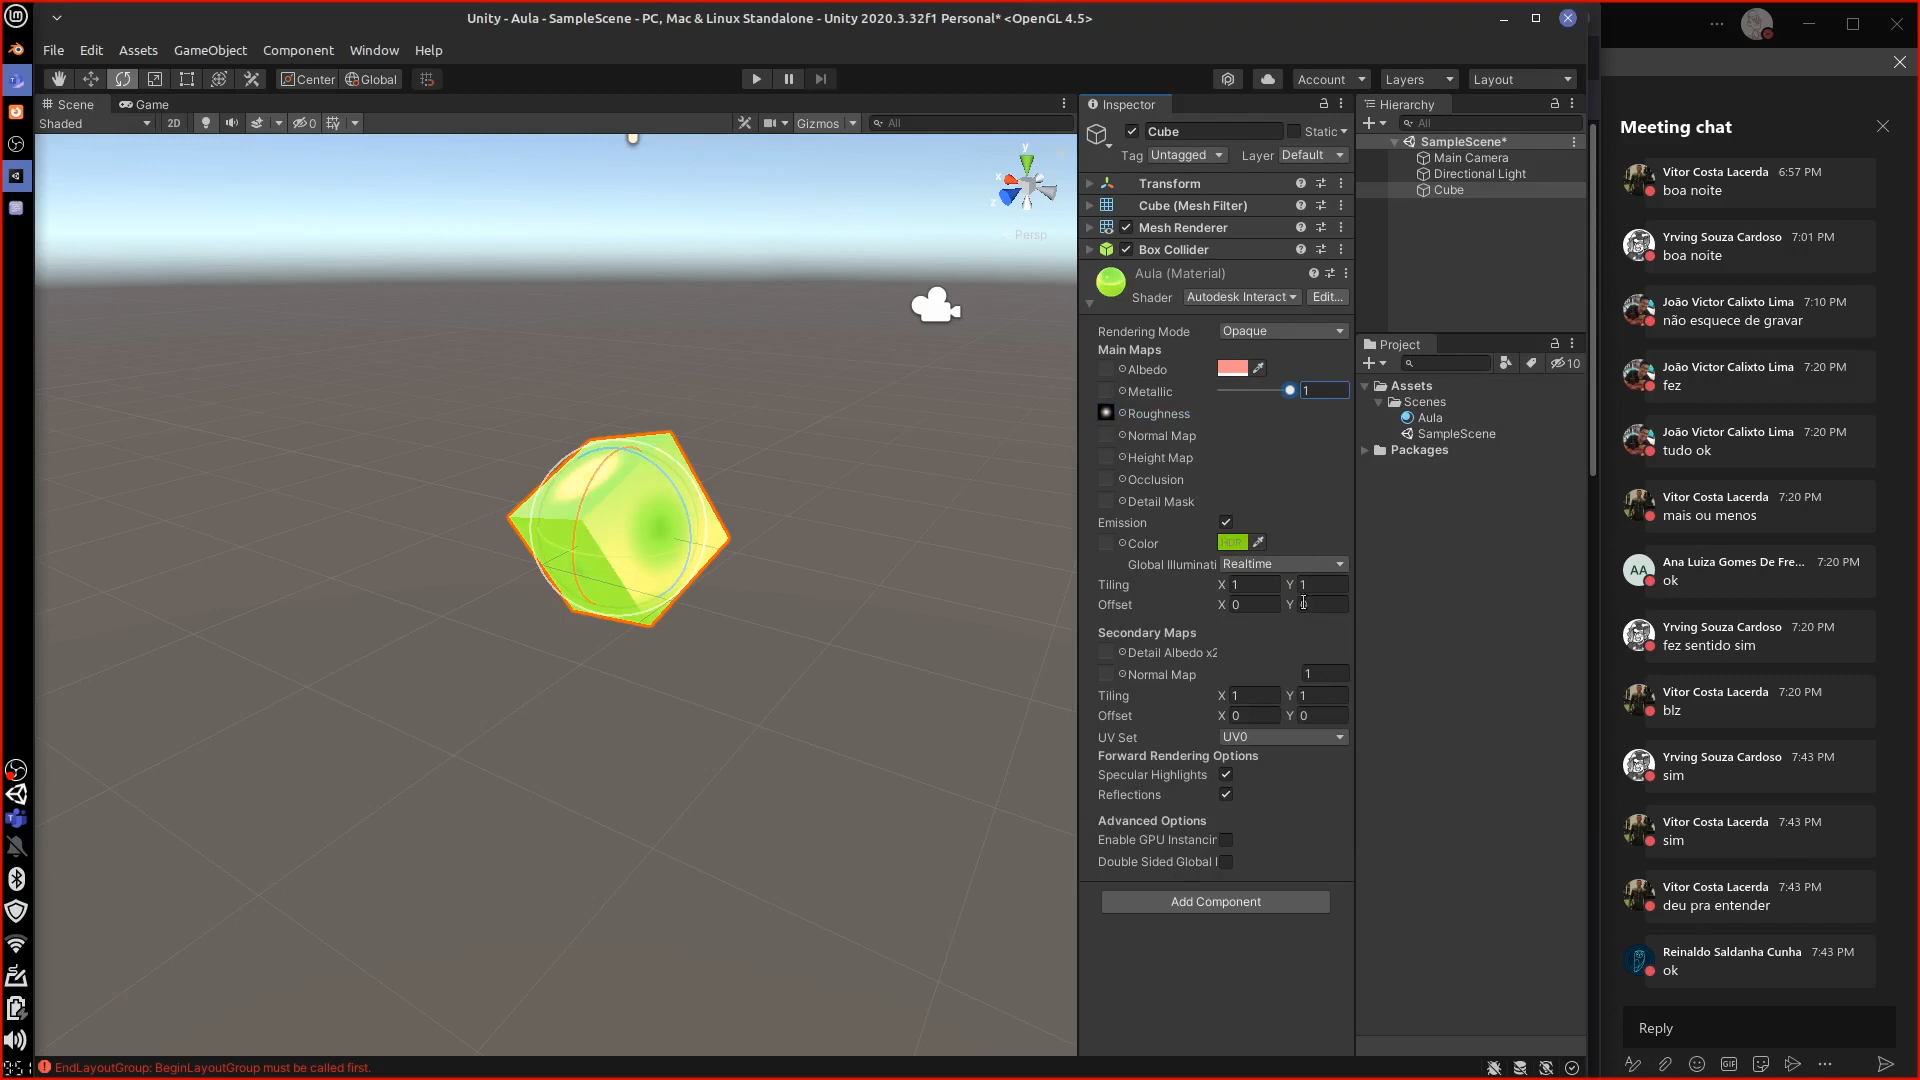 Unity - Aula - SampleScene - PC, Mac & Linux Standalone - Unity 2020.3.32f1 Personal* <OpenGL 4.5>
File Edit Assets GameObject Component Window Help
Center Global Account Layers Layout
Scene Game
Shaded 2D 0 Gizmos All
y
x
z
Persp
Inspector
Cube Static
Tag Untagged Layer Default
Transform
Cube (Mesh Filter)
Mesh Renderer
Box Collider
Aula (Material)
Shader Autodesk Interact Edit...
Rendering Mode Opaque
Main Maps
Albedo
Metallic 1
Roughness
Normal Map
Height Map
Occlusion
Detail Mask
Emission
Color HDR
Global Illuminati Realtime
Tiling X 1 Y 1
Offset X 0 Y
Secondary Maps
Detail Albedo x2
Normal Map 1
Tiling X 1 Y 1
Offset X 0 Y 0
UV Set UV0
Forward Rendering Options
Specular Highlights
Reflections
Advanced Options
Enable GPU Instancin
Double Sided Global I
Add Component
Hierarchy
All
SampleScene*
Main Camera
Directional Light
Cube
Project
10
Assets
Scenes
Aula
SampleScene
Packages
Meeting chat
Vitor Costa Lacerda 6:57 PM
boa noite
Yrving Souza Cardoso 7:01 PM
boa noite
João Victor Calixto Lima 7:10 PM
não esquece de gravar
João Victor Calixto Lima 7:20 PM
fez
João Victor Calixto Lima 7:20 PM
tudo ok
Vitor Costa Lacerda 7:20 PM
mais ou menos
AA
Ana Luiza Gomes De Fre... 7:20 PM
ok
Yrving Souza Cardoso 7:20 PM
fez sentido sim
Vitor Costa Lacerda 7:20 PM
blz
Yrving Souza Cardoso 7:43 PM
sim
Vitor Costa Lacerda 7:43 PM
sim
Vitor Costa Lacerda 7:43 PM
deu pra entender
Reinaldo Saldanha Cunha 7:43 PM
ok
Reply
GIF
EndLayoutGroup: BeginLayoutGroup must be called first.